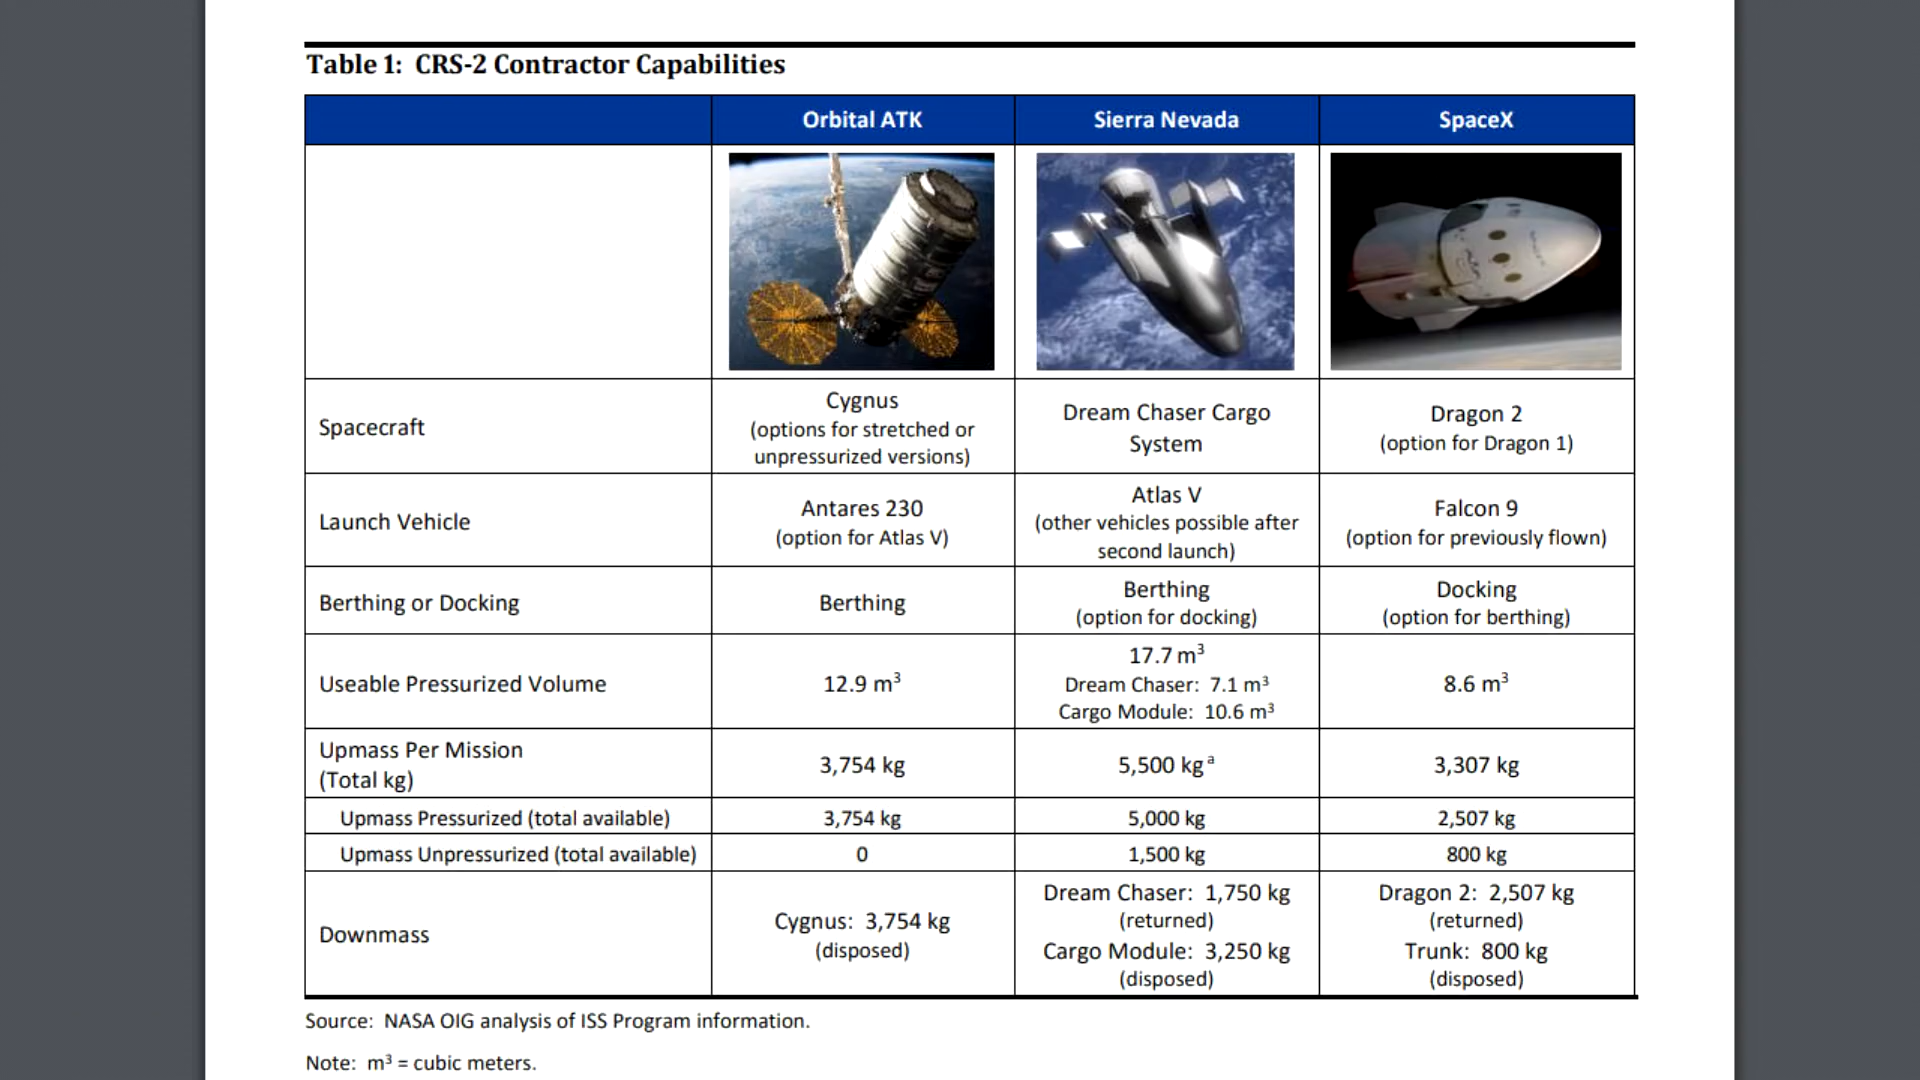 Table 1: CRS-2 Contractor Capabilities
Orbital ATK
Sierra Nevada
SpaceX
Spacecraft
Cygnus
(options for stretched or
unpressurized versions)
Dream Chaser Cargo
System
Dragon 2
(option for Dragon 1)
Launch Vehicle
Antares 230
(option for Atlas V)
Atlas V
(other vehicles possible after
second launch)
Falcon 9
(option for previously flown)
Berthing or Docking
Berthing
Berthing
(option for docking)
Docking
(option for berthing)
Useable Pressurized Volume
12.9 m³
17.7 m³
Dream Chaser: 7.1 m³
Cargo Module: 10.6 m³
8.6 m³
Upmass Per Mission
(Total kg)
3,754 kg
5,500 kg ᵃ
3,307 kg
Upmass Pressurized (total available)
3,754 kg
5,000 kg
2,507 kg
Upmass Unpressurized (total available)
0
1,500 kg
800 kg
Downmass
Cygnus: 3,754 kg
(disposed)
Dream Chaser: 1,750 kg
(returned)
Cargo Module: 3,250 kg
(disposed)
Dragon 2: 2,507 kg
(returned)
Trunk: 800 kg
(disposed)
Source: NASA OIG analysis of ISS Program information.
Note: m³ = cubic meters.